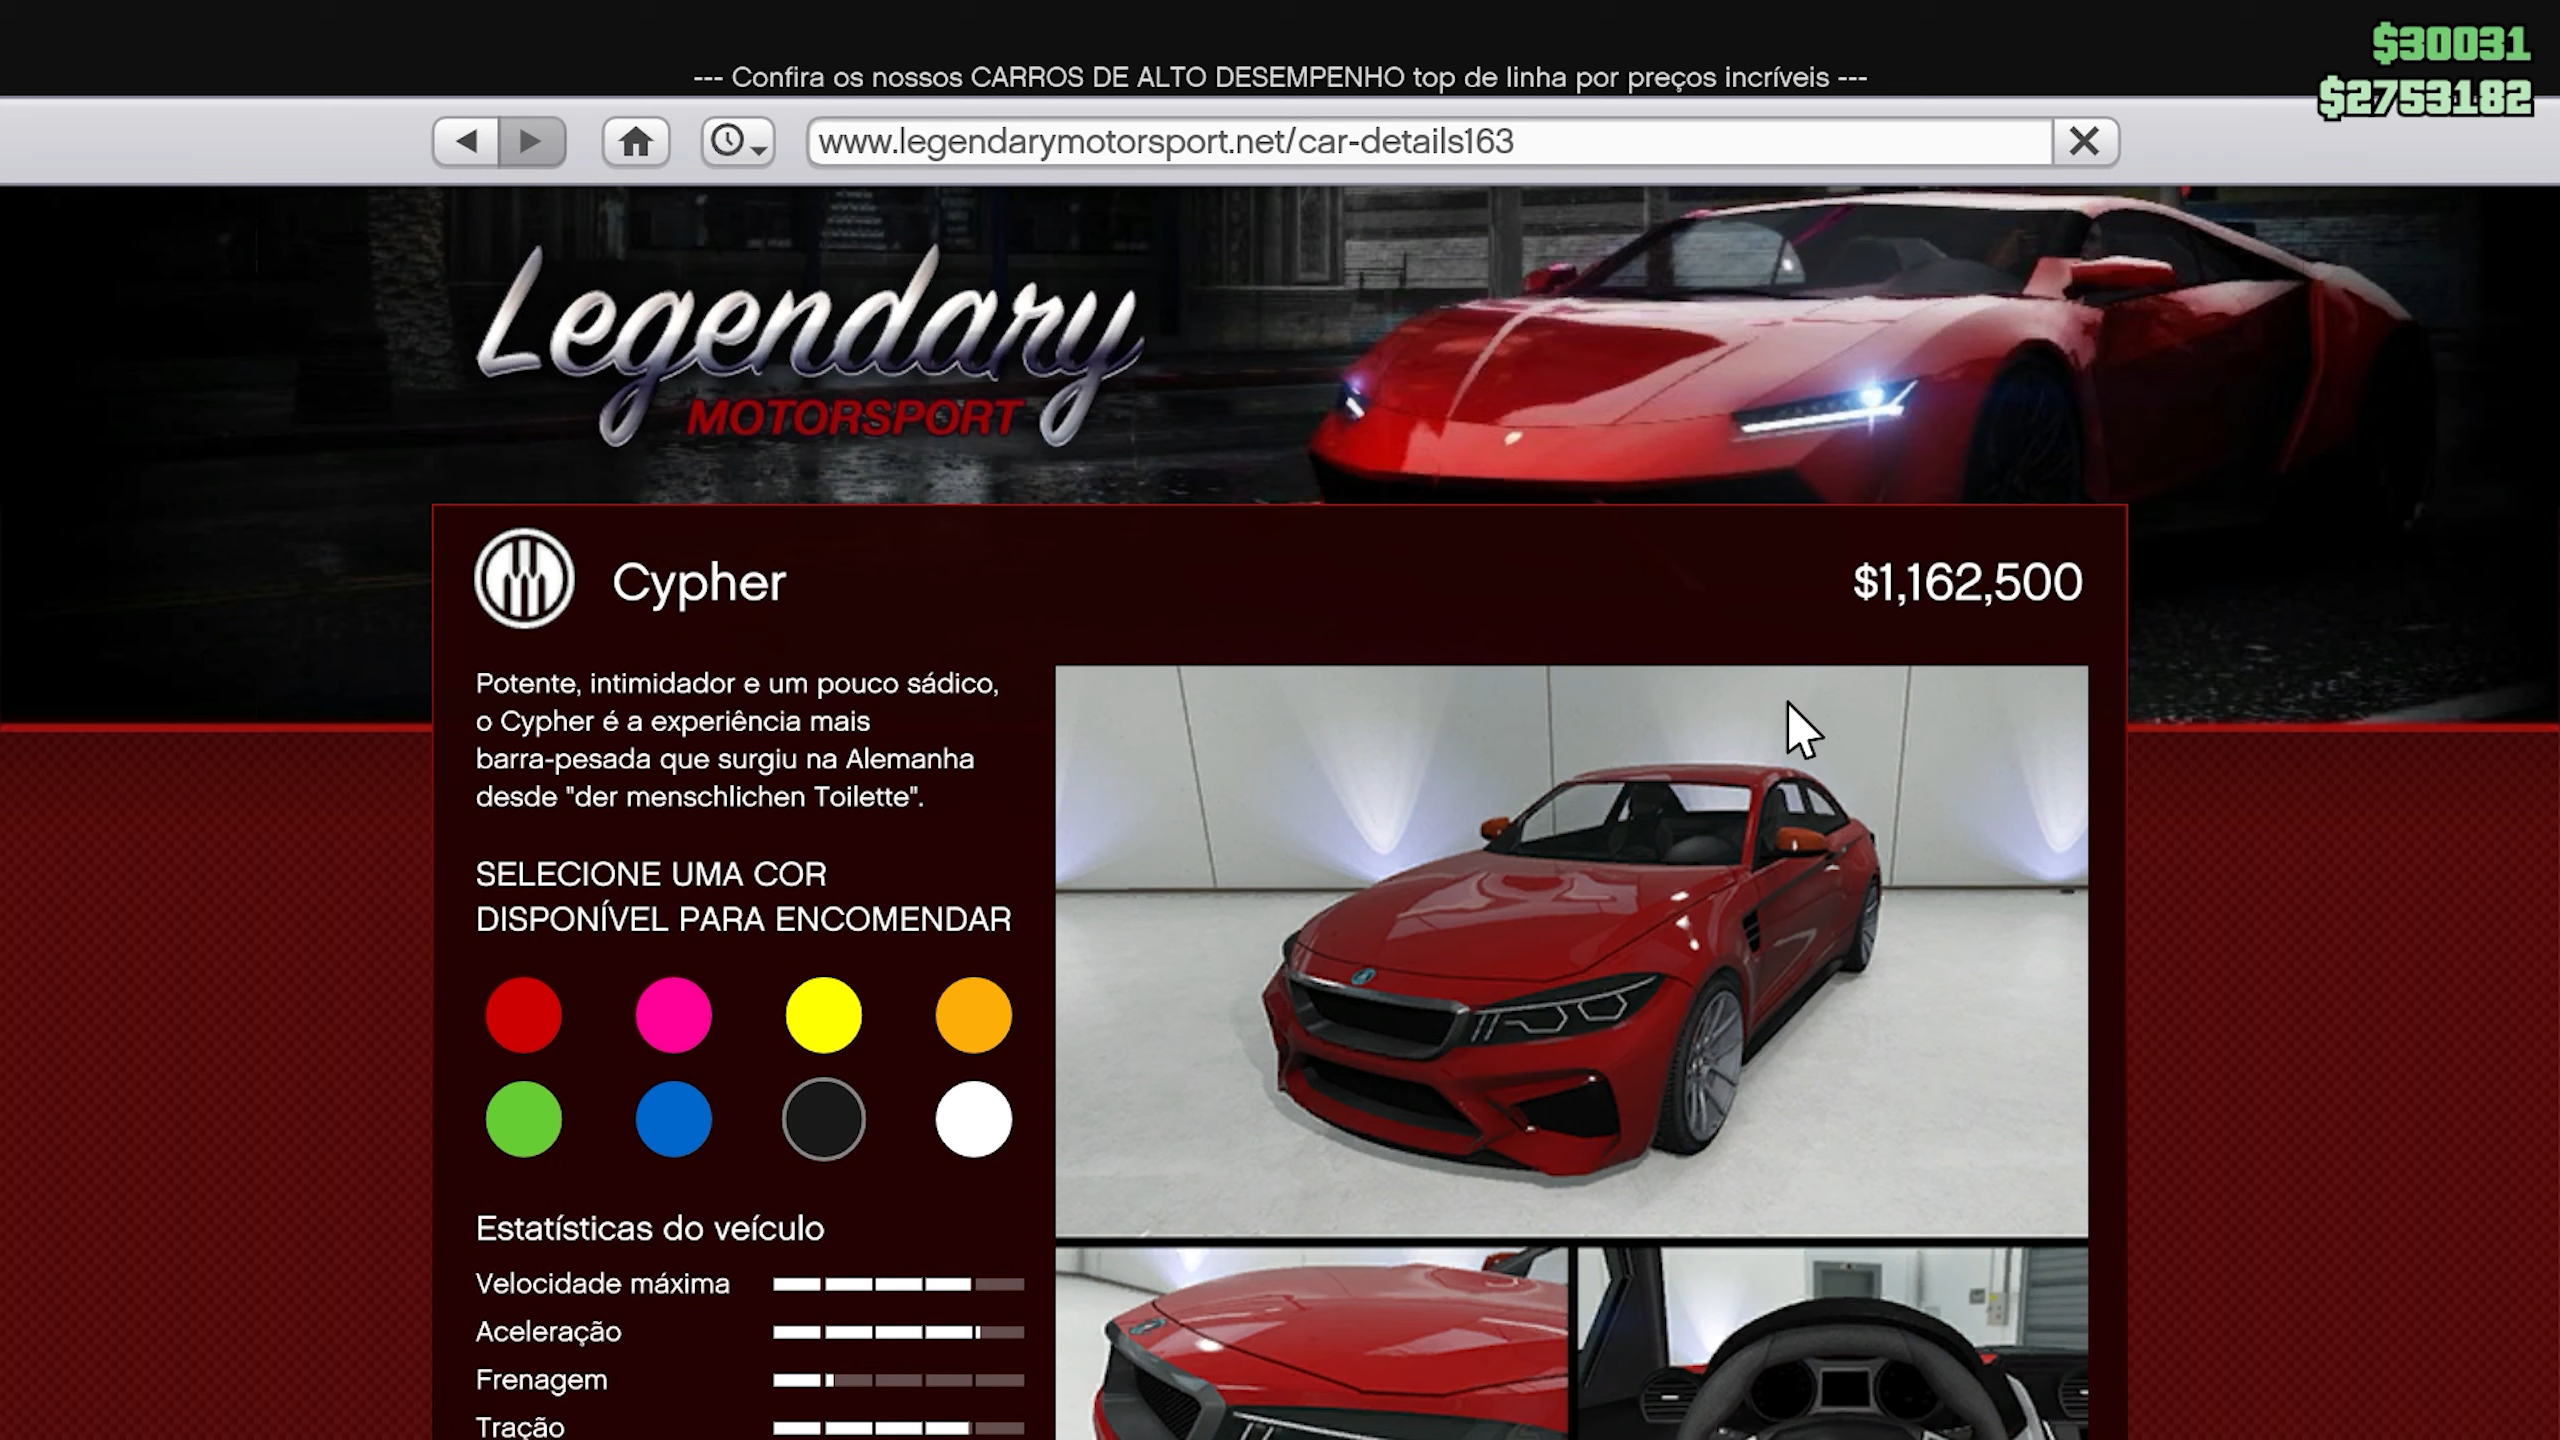 $30031
--- Confira os nossos CARROS DE ALTO DESEMPENHO top de linha por preços incríveis ---
$2753182
www.legendarymotorsport.net/car-details163
Legendary
MOTORSPORT
Cypher
$1,162,500
Potente, intimidador e um pouco sádico,
o Cypher é a experiência mais
barra-pesada que surgiu na Alemanha
desde "der menschlichen Toilette".
SELECIONE UMA COR
DISPONÍVEL PARA ENCOMENDAR
Estatísticas do veículo
Velocidade máxima
Aceleração
Frenagem
Tração